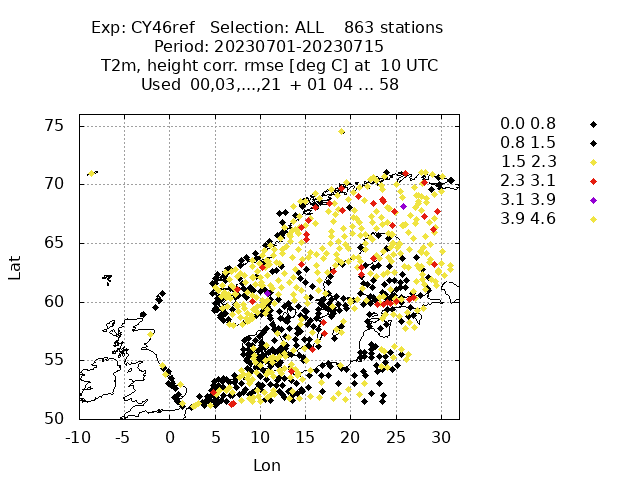 Exp: CY46ref   Selection: ALL    863 stations
Period: 20230701-20230715
T2m, height corr. rmse [deg C] at  10 UTC
Used  00,03,...,21  + 01 04 ... 58
0.0 0.8
0.8 1.5
1.5 2.3
2.3 3.1
3.1 3.9
3.9 4.6
75
70
65
60
55
50
Lat
-10 -5 0 5 10 15 20 25 30
Lon